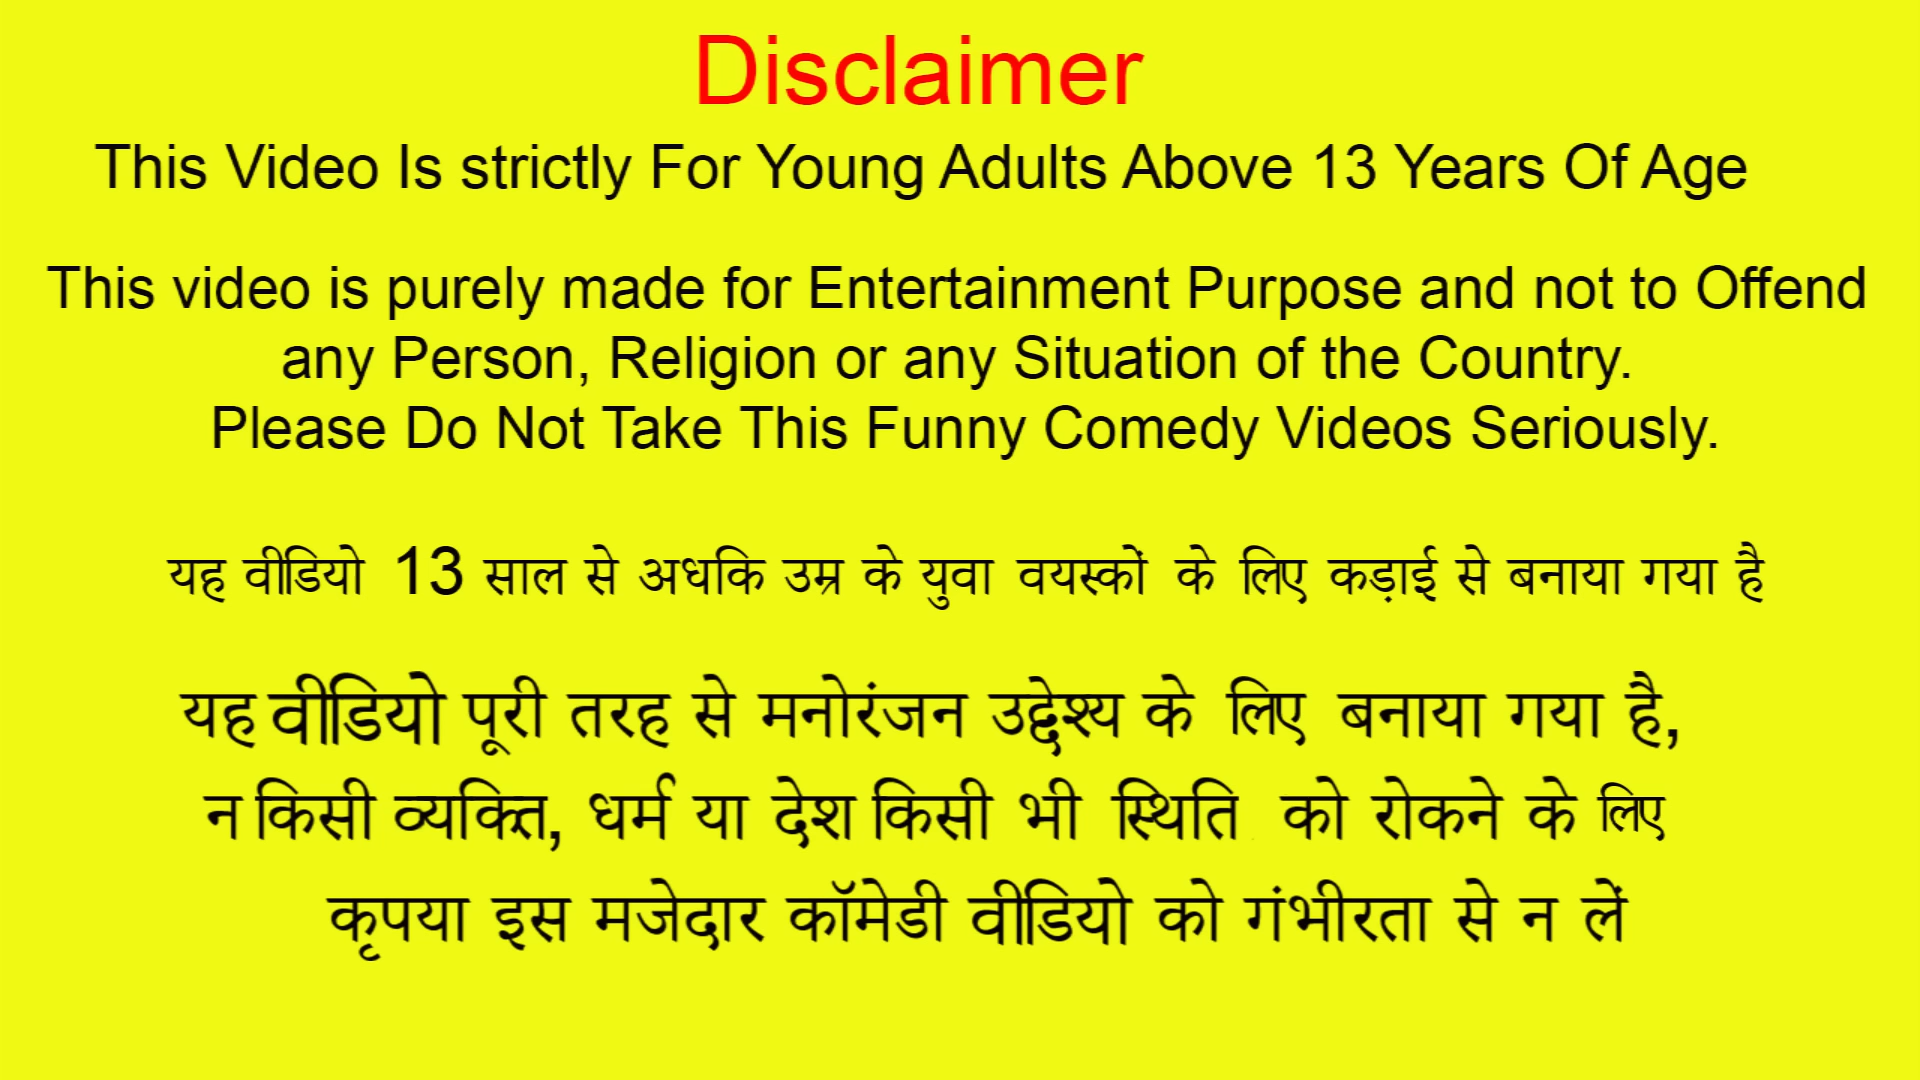 Disclaimer
This Video Is strictly For Young Adults Above 13 Years Of Age
This video is purely made for Entertainment Purpose and not to Offend
any Person, Religion or any Situation of the Country.
Please Do Not Take This Funny Comedy Videos Seriously.
यह वीडियो 13 साल से अधकि उम्र के युवा वयस्कों के लिए कड़ाई से बनाया गया है
यह वीडियो पूरी तरह से मनोरंजन उद्देश्य के लिए बनाया गया है,
न किसी व्यक्ति, धर्म या देश किसी भी स्थिति को रोकने के लिए
कृपया इस मजेदार कॉमेडी वीडियो को गंभीरता से न लें